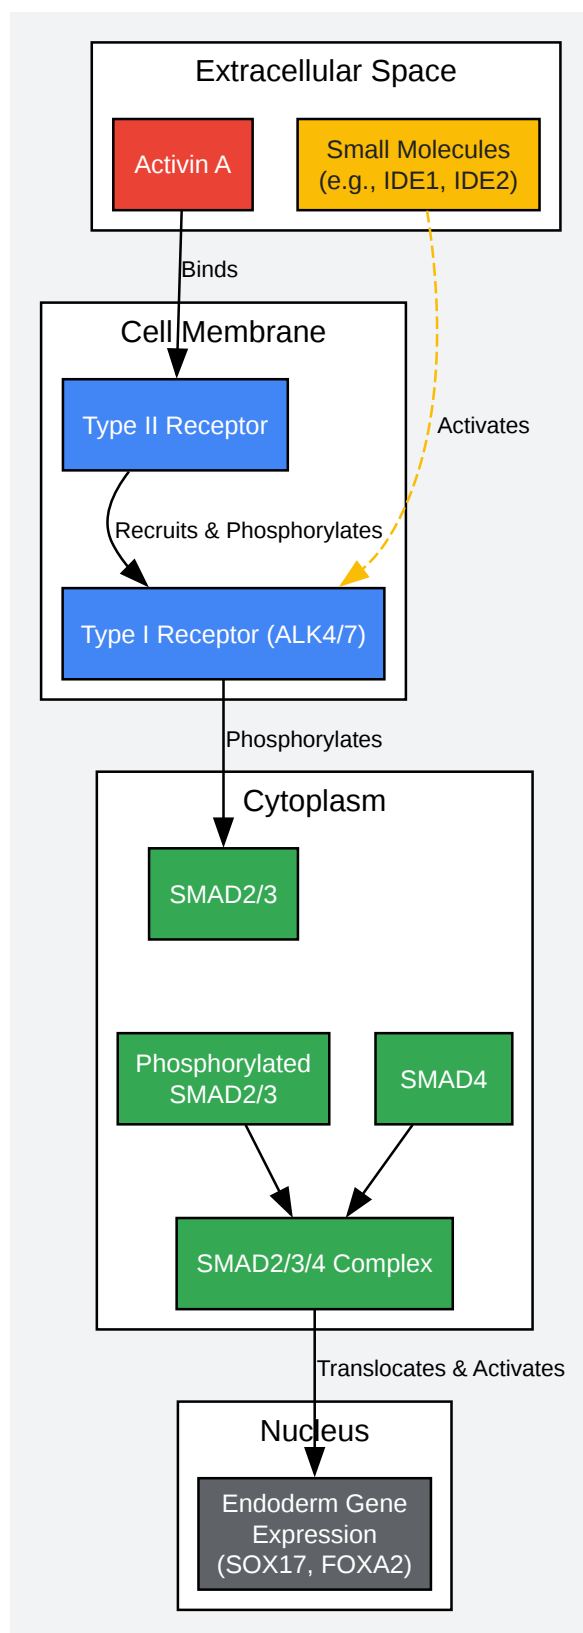 Extracellular Space
Activin A
Small Molecules
(e.g., IDE1, IDE2)
Binds
Cell Membrane
Type II Receptor
Activates
Recruits & Phosphorylates
Type I Receptor (ALK4/7)
Phosphorylates
Cytoplasm
SMAD2/3
Phosphorylated
SMAD2/3
SMAD4
SMAD2/3/4 Complex
Translocates & Activates
Nucleus
Endoderm Gene
Expression
(SOX17, FOXA2)